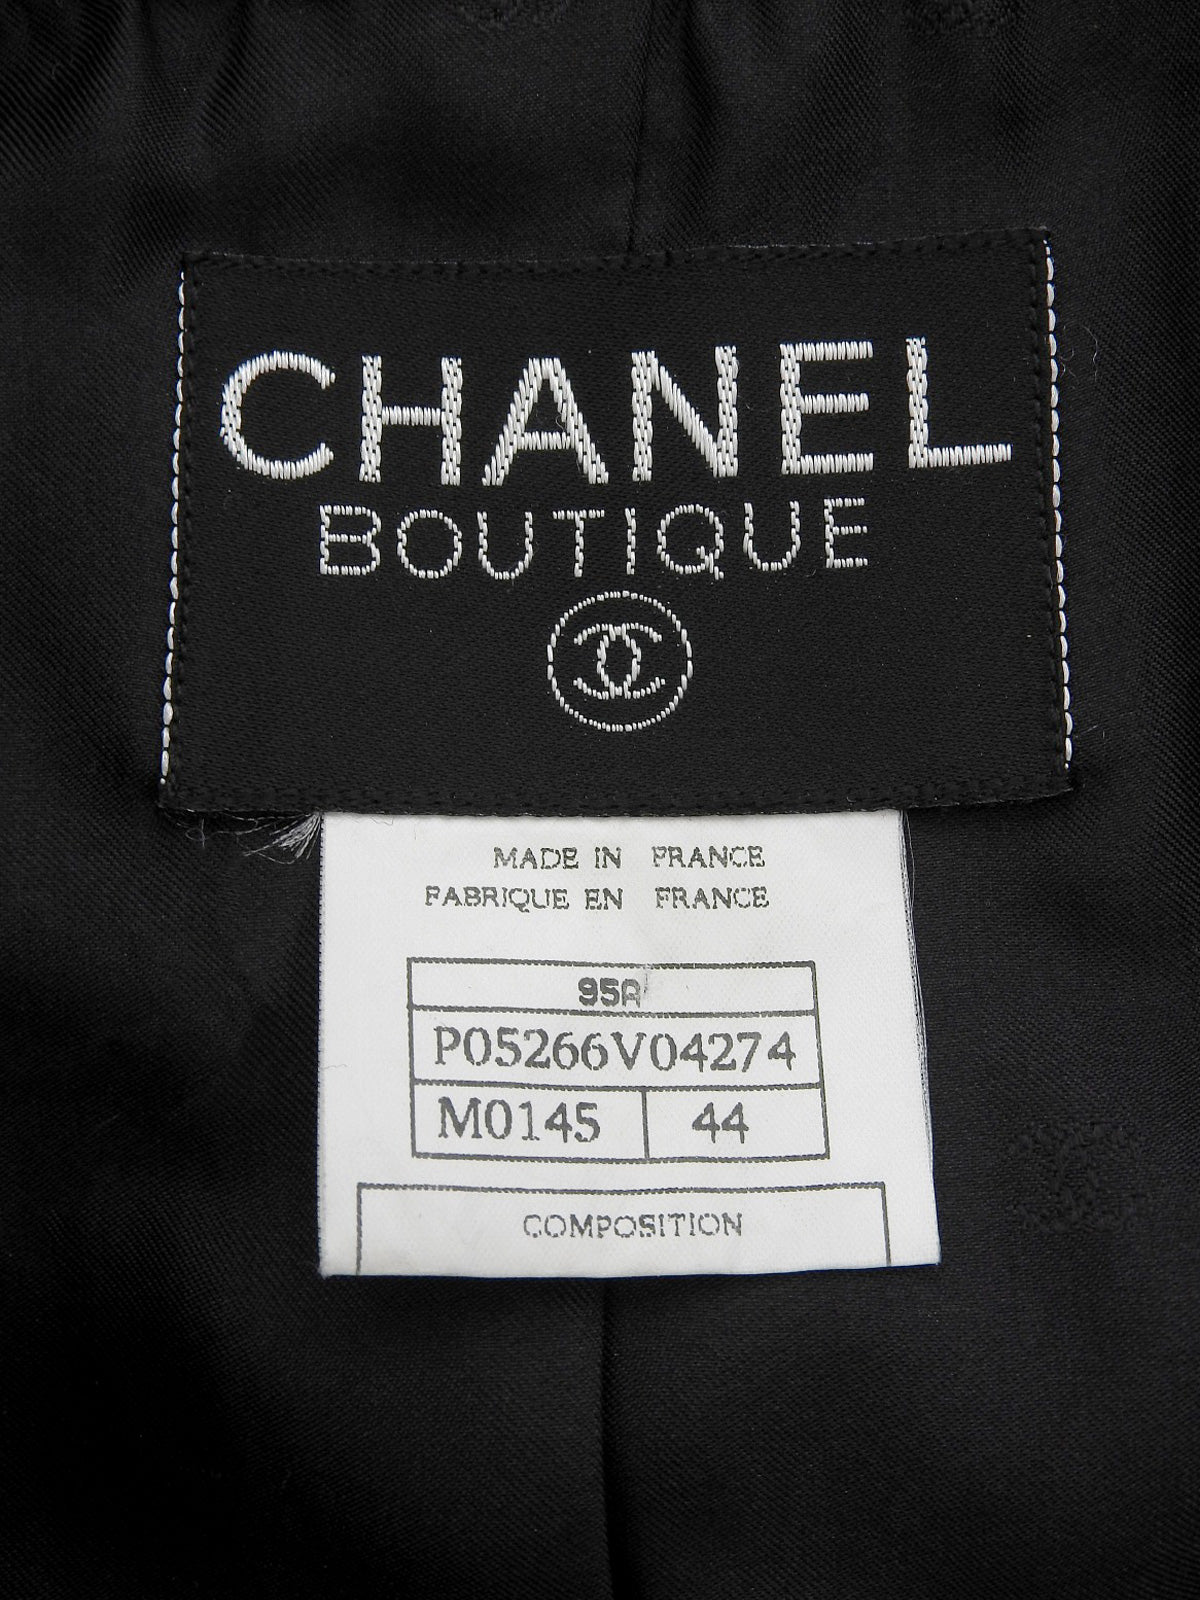 CHANEL
BOUTIQUE
MADE IN FRANCE
FABRIQUE EN FRANCE
95A
P05266V04274
M0145 44
COMPOSITION